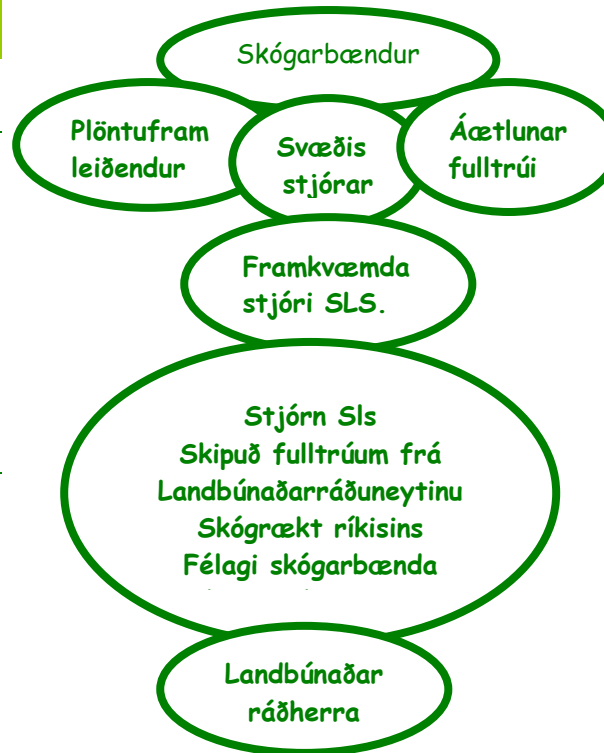 Skógarbændur
Plöntufram
leiðendur
Svæðis
stjórar
Áætlunar
fulltrúi
Framkvæmda
stjóri SLS.
Stjórn Sls
Skipuð fulltrúum frá
Landbúnaðarráðuneytinu
Skógrækt ríkisins
Félagi skógarbænda
Landbúnaðar
ráðherra